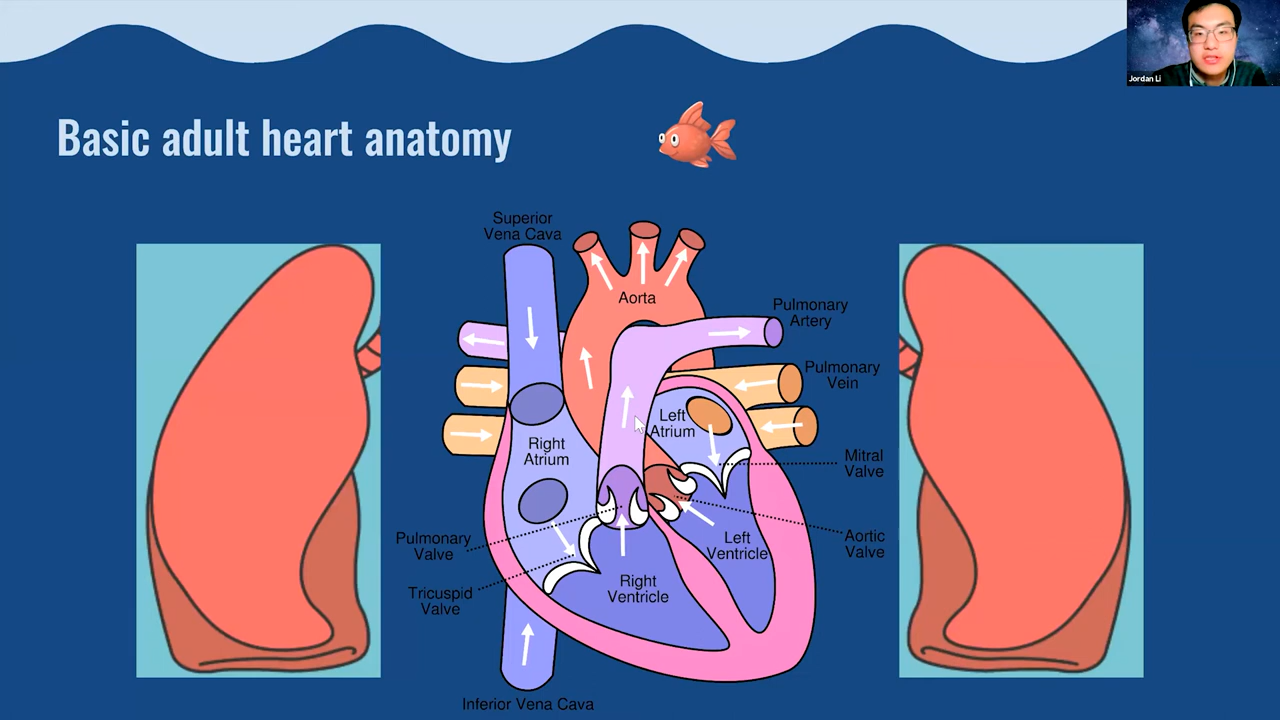 Jordan Li
Basic adult heart anatomy
Superior
Vena Cava
Aorta
Pulmonary
Artery
Pulmonary
Vein
Left
Atrium
Right
Atrium
Mitral
Valve
Pulmonary
Valve
Left
Ventricle
Aortic
Valve
Tricuspid
Valve
Right
Ventricle
Inferior Vena Cava